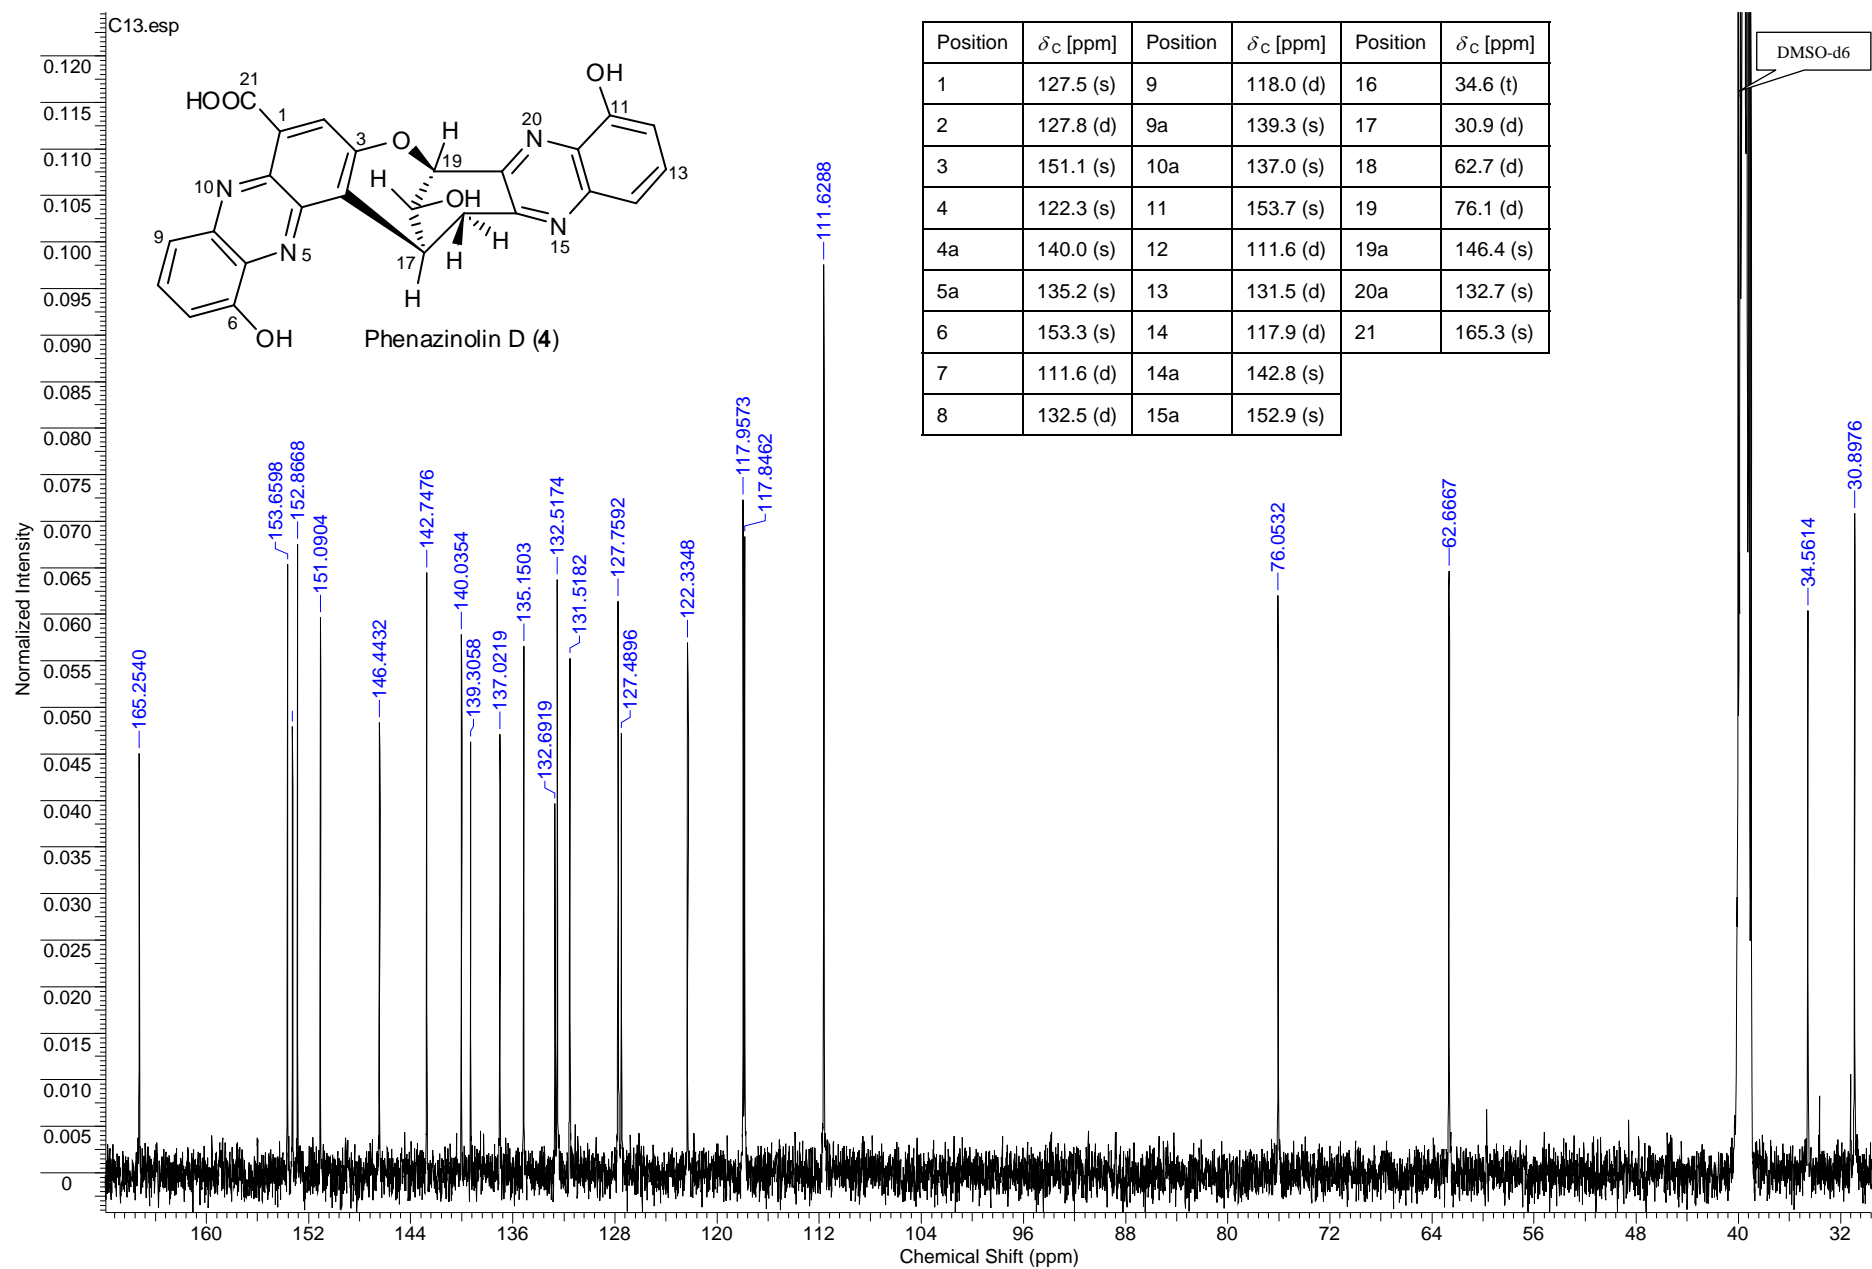 C13.esp
Position δC [ppm] Position δC [ppm] Position δC [ppm]
1 127.5 (s) 9 118.0 (d) 16 34.6 (t)
2 127.8 (d) 9a 139.3 (s) 17 30.9 (d)
3 151.1 (s) 10a 137.0 (s) 18 62.7 (d)
4 122.3 (s) 11 153.7 (s) 19 76.1 (d)
4a 140.0 (s) 12 111.6 (d) 19a 146.4 (s)
5a 135.2 (s) 13 131.5 (d) 20a 132.7 (s)
6 153.3 (s) 14 117.9 (d) 21 165.3 (s)
7 111.6 (d) 14a 142.8 (s)
8 132.5 (d) 15a 152.9 (s)
DMSO-d6
21
HOOC
1
3
O
H
19
20
N
OH
11
13
H
OH
10
N
N
5
N
15
H
H
17
H
9
6
OH
Phenazinolin D (4)
165.2540
153.6598
152.8668
151.0904
146.4432
142.7476
140.0354
139.3058
137.0219
135.1503
132.6919
132.5174
131.5182
127.7592
127.4896
122.3348
117.9573
117.8462
111.6288
76.0532
62.6667
34.5614
30.8976
Normalized Intensity
0.120
0.115
0.110
0.105
0.100
0.095
0.090
0.085
0.080
0.075
0.070
0.065
0.060
0.055
0.050
0.045
0.040
0.035
0.030
0.025
0.020
0.015
0.010
0.005
0
160 152 144 136 128 120 112 104 96 88 80 72 64 56 48 40 32
Chemical Shift (ppm)